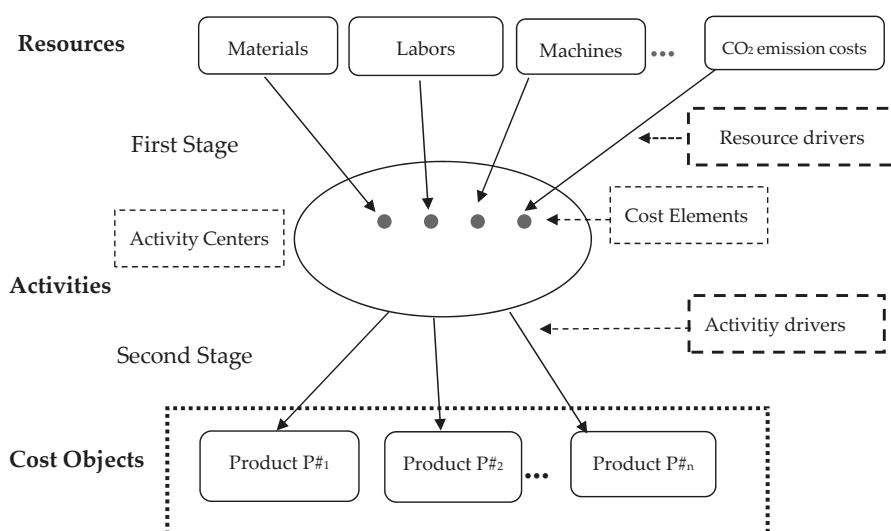 Resources
Materials
Labors
Machines
...
CO₂ emission costs
First Stage
Resource drivers
Activity Centers
Cost Elements
Activities
Activitiy drivers
Second Stage
Cost Objects
Product P#₁
Product P#₂
...
Product P#ₙ